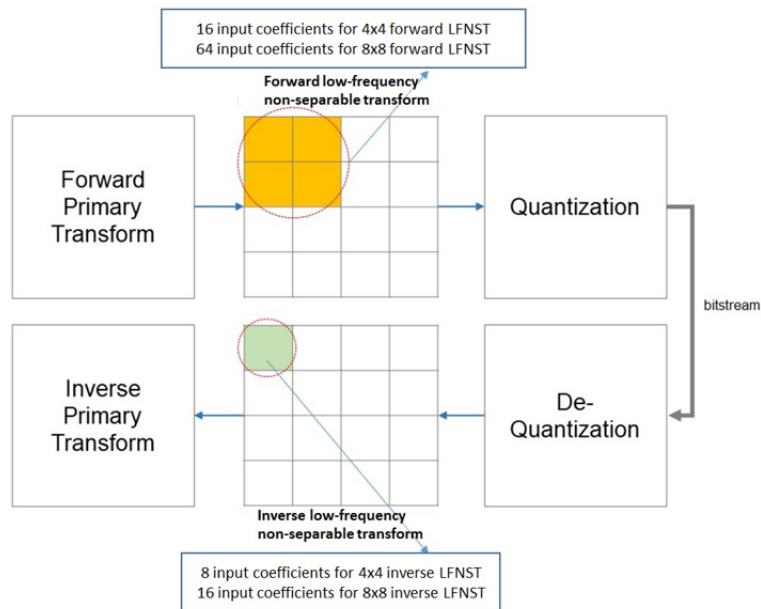 16 input coefficients for 4x4 forward LFNST
64 input coefficients for 8x8 forward LFNST
Forward low-frequency
non-separable transform
Forward
Primary
Transform
Quantization
bitstream
Inverse
Primary
Transform
De-
Quantization
Inverse low-frequency
non-separable transform
8 input coefficients for 4x4 inverse LFNST
16 input coefficients for 8x8 inverse LFNST